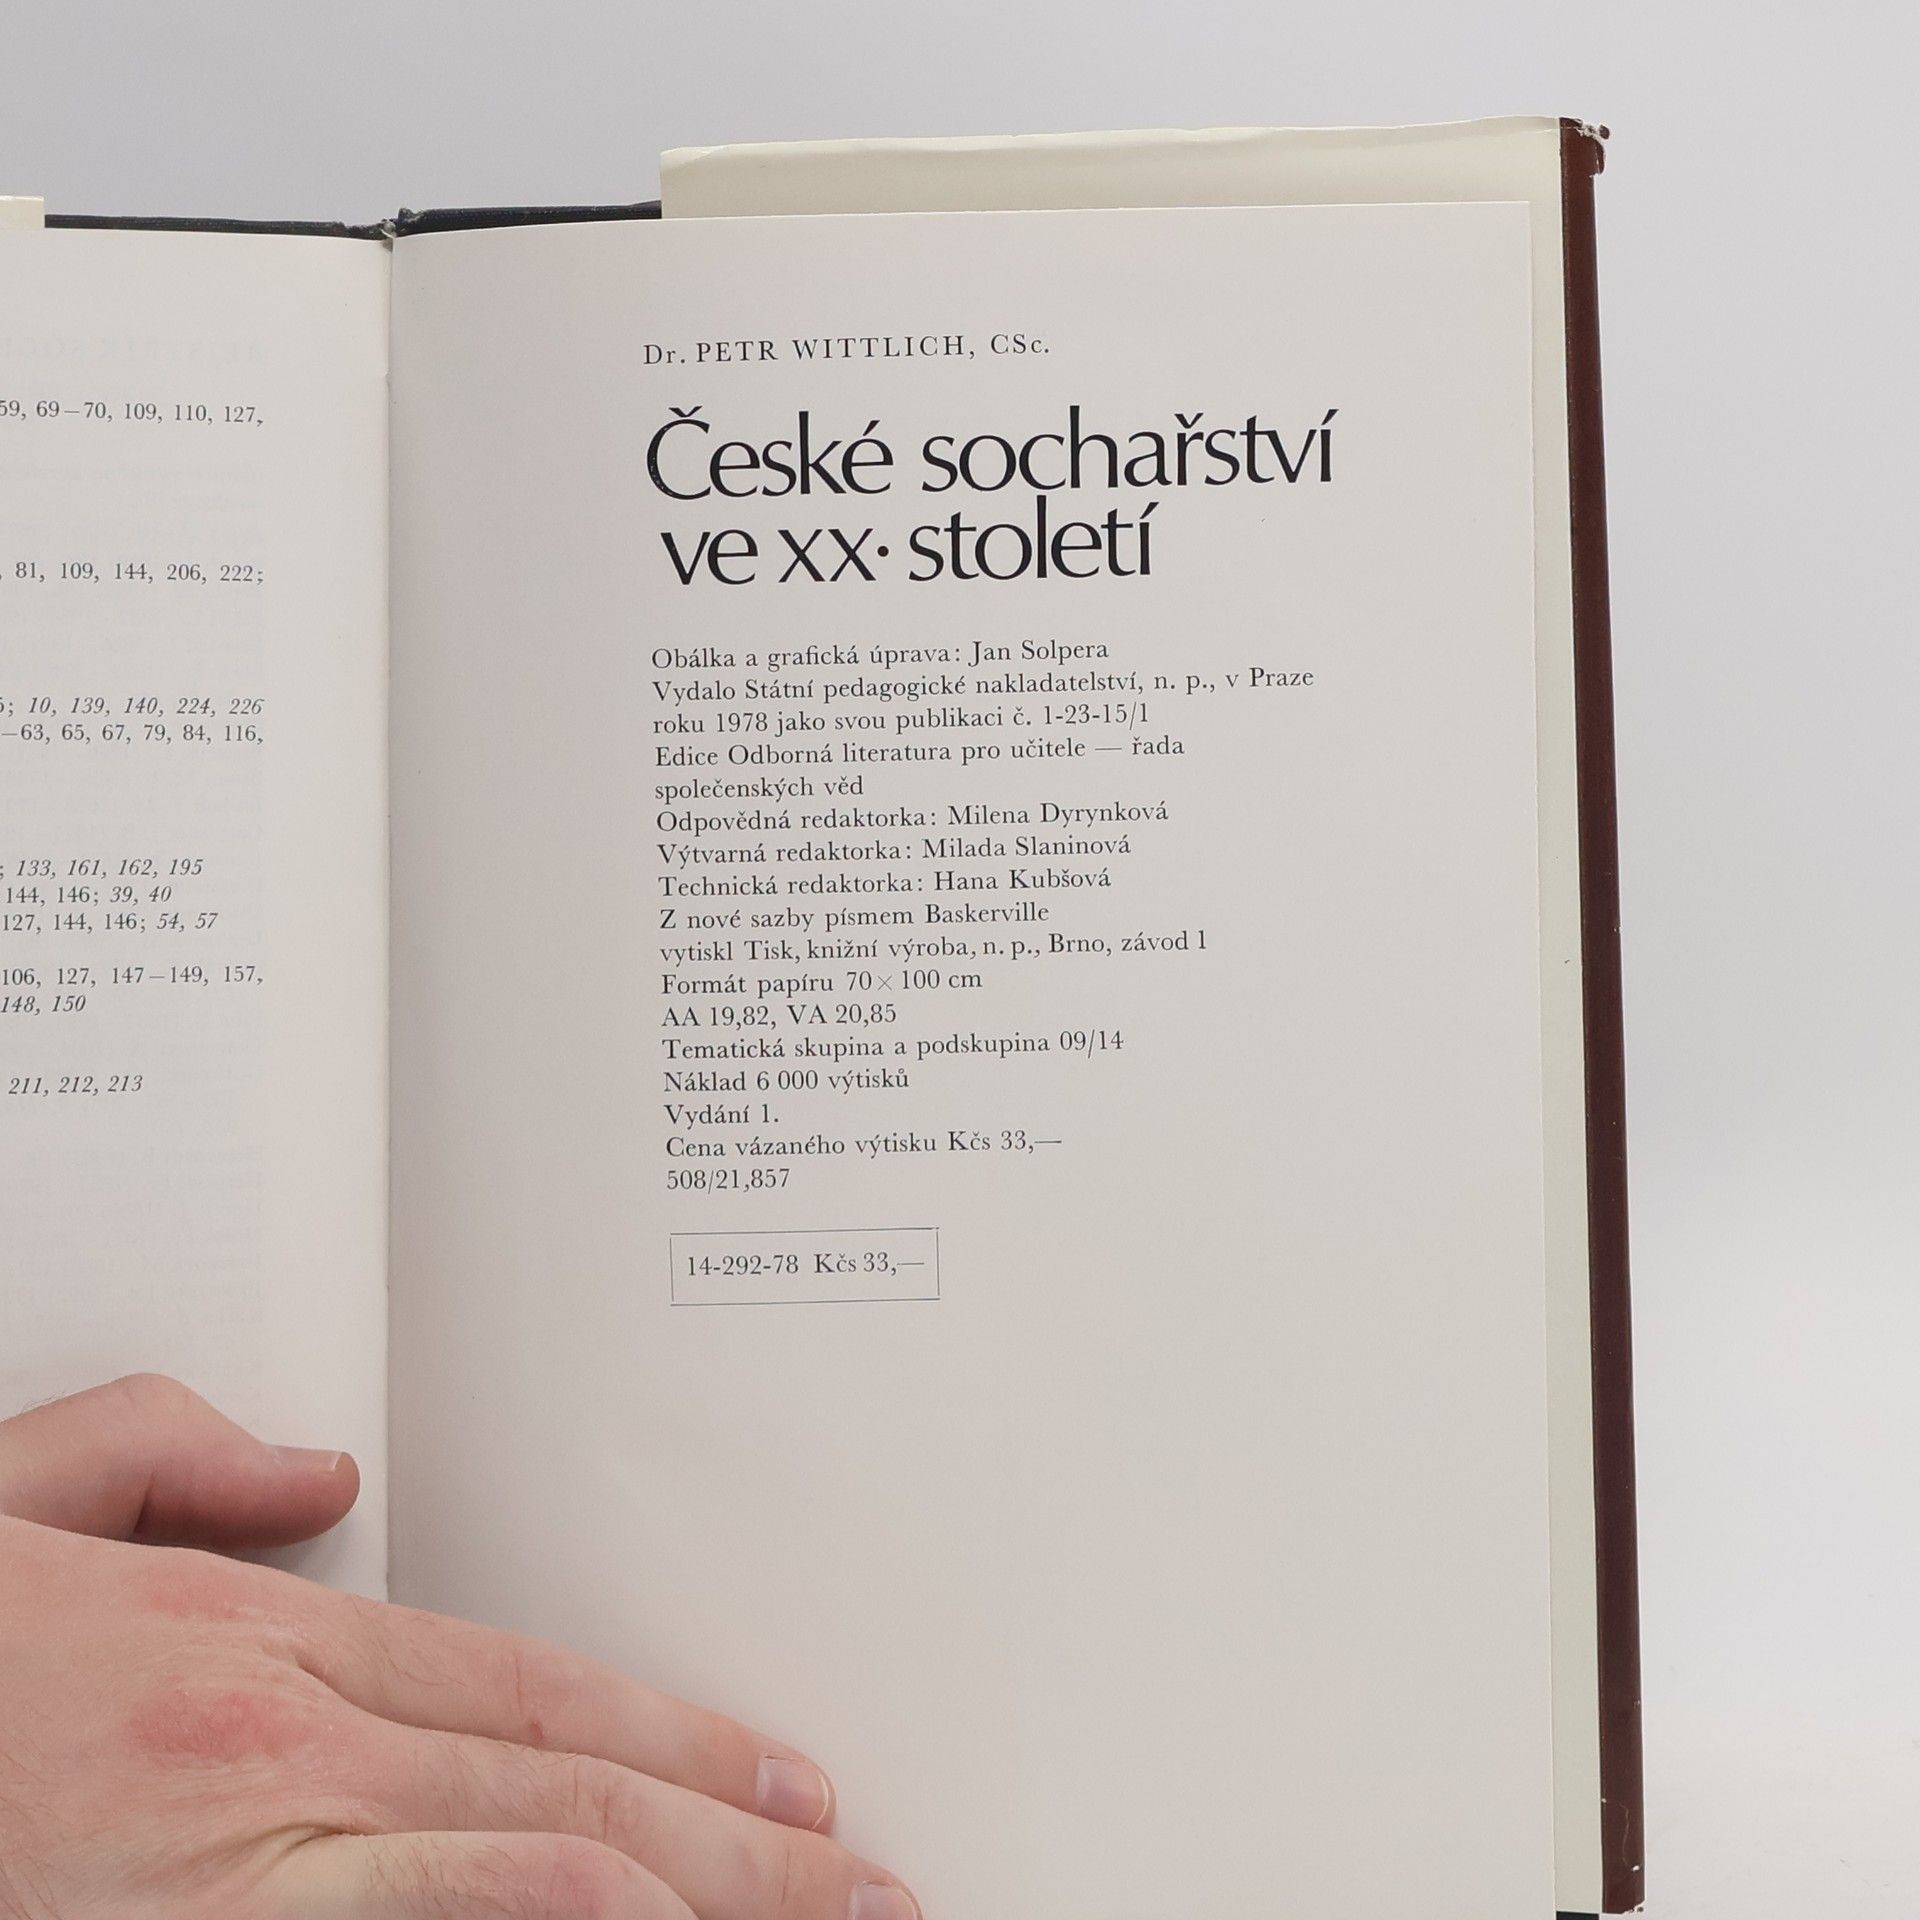 59, 69—70, 109, 110, 127,
81, 109, 144, 206, 222;
10, 139, 140, 224, 226
—63, 65, 67, 79, 84, 116,
; 133, 161, 162, 195
144, 146; 39, 40
127, 144, 146; 54, 57
106, 127, 147—149, 157,
148, 150
211, 212, 213
Dr. PETR WITTLICH, CSc.
České sochařství
ve xx. století
Obálka a grafická úprava: Jan Solpera
Vydalo Státní pedagogické nakladatelství, n. p., v Praze
roku 1978 jako svou publikaci č. 1-23-15/1
Edice Odborná literatura pro učitele — řada
společenských věd
Odpovědná redaktorka: Milena Dyrynková
Výtvarná redaktorka: Milada Slaninová
Technická redaktorka: Hana Kubšová
Z nové sazby písmem Baskerville
vytiskl Tisk, knižní výroba, n. p., Brno, závod 1
Formát papíru 70×100 cm
AA 19,82, VA 20,85
Tematická skupina a podskupina 09/14
Náklad 6 000 výtisků
Vydání 1.
Cena vázaného výtisku Kčs 33,—
508/21,857
14-292-78 Kčs 33,—